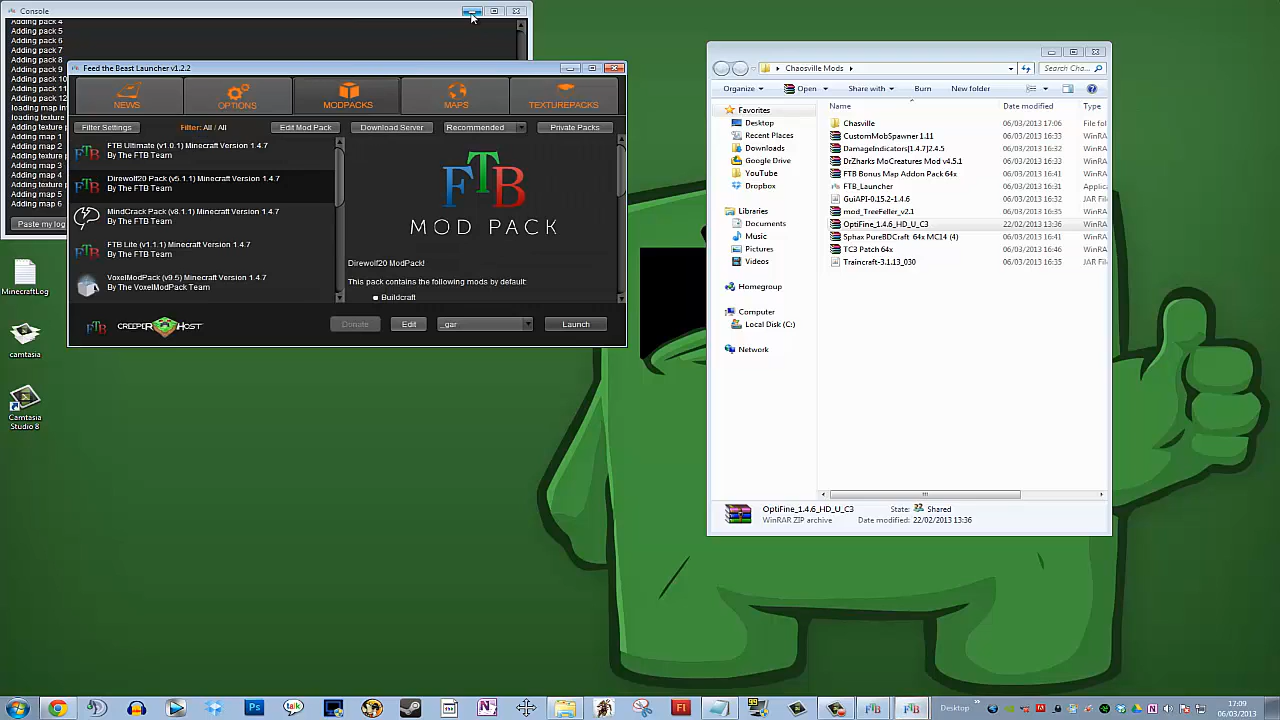 Console
Adding pack 4
Adding pack 5
Adding pack 6
Adding pack 7
Adding pack 8
Adding pack 9
Adding pack 10
Adding pack 11
Adding pack 12
loading map in
loading texture
Adding texture
Adding map 1
Adding map 2
Adding texture
Adding map 3
Adding map 4
Adding texture
Adding map 5
Adding map 6
Paste my log
Feed the Beast Launcher v1.2.2
NEWS
OPTIONS
MODPACKS
MAPS
TEXTUREPACKS
Filter Settings
Filter: All / All
Edit Mod Pack
Download Server
Recommended
Private Packs
FTB Ultimate (v1.0.1) Minecraft Version 1.4.7
By The FTB Team
Direwolf20 Pack (v5.1.1) Minecraft Version 1.4.7
By The FTB Team
MindCrack Pack (v8.1.1) Minecraft Version 1.4.7
By The FTB Team
FTB Lite (v1.1.1) Minecraft Version 1.4.7
By The FTB Team
VoxelModPack (v9.5) Minecraft Version 1.4.7
By The VoxelModPack Team
FTB
MOD PACK
Direwolf20 ModPack!
This pack contains the following mods by default:
Buildcraft
FTB
CREEPER HOST
Donate
Edit
_gar
Launch
MinecraftLog
camtasia
Camtasia
Studio 8
Chaosville Mods
Search Cha...
Organize
Open
Share with
Burn
New folder
Favorites
Desktop
Recent Places
Downloads
Google Drive
YouTube
Dropbox
Libraries
Documents
Music
Pictures
Videos
Homegroup
Computer
Local Disk (C:)
Network
Name Date modified Type
Chasville 06/03/2013 17:06 File fol
CustomMobSpawner 1.11 06/03/2013 16:33 WinRA
DamageIndicators[1.4.7]2.4.5 06/03/2013 16:32 WinRA
DrZharks MoCreatures Mod v4.5.1 06/03/2013 16:33 WinRA
FTB Bonus Map Addon Pack 64x 06/03/2013 16:41 WinRA
FTB_Launcher 06/03/2013 16:31 Applica
GuiAPI-0.15.2-1.4.6 06/03/2013 16:32 JAR Fil
mod_TreeFeller_v2.1 06/03/2013 16:33 WinRA
OptiFine_1.4.6_HD_U_C3 22/02/2013 13:36 WinRA
Sphax PureBDCraft 64x MC14 (4) 06/03/2013 16:41 WinRA
TC3 Patch 64x 06/03/2013 16:46 WinRA
Traincraft-3.1.13_030 06/03/2013 16:35 JAR Fil
OptiFine_1.4.6_HD_U_C3 State: Shared
WinRAR ZIP archive Date modified: 22/02/2013 13:36
Ps
talk
N
Fl
FTB
FTB
Desktop
17:09
06/03/2013